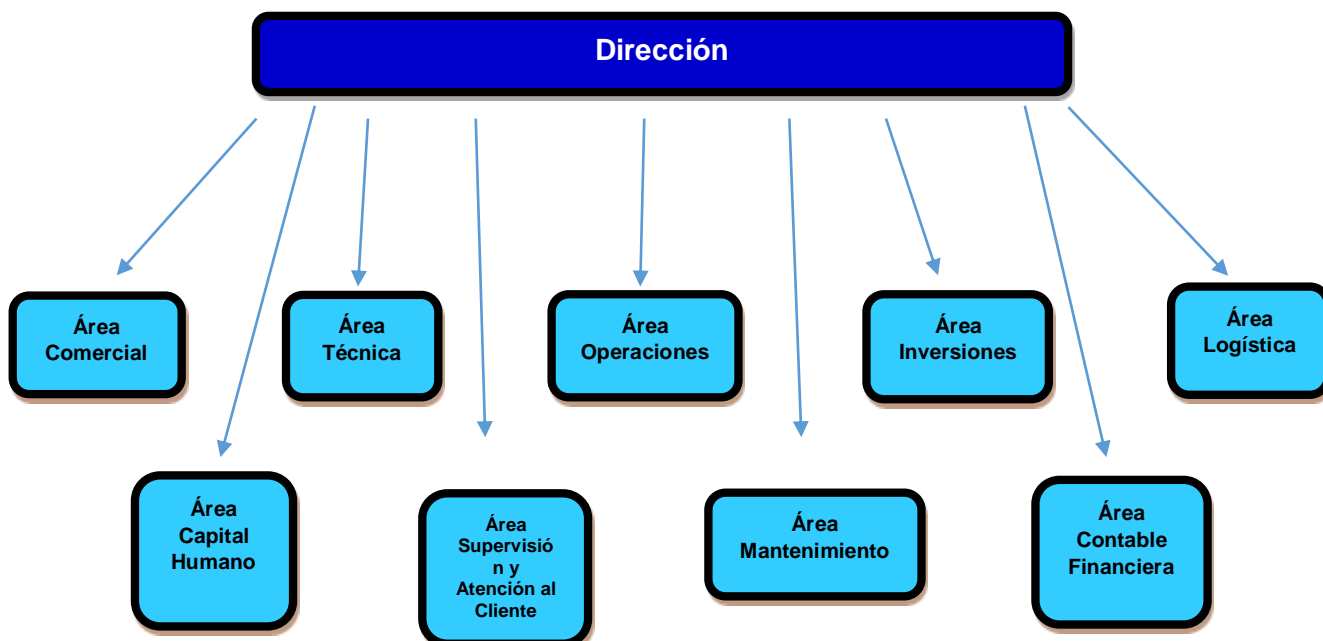 Dirección
Área
Comercial
Área
Técnica
Área
Operaciones
Área
Inversiones
Área
Logística
Área
Capital
Humano
Área
Supervisió
n y
Atención al
Cliente
Área
Mantenimiento
Área
Contable
Financiera